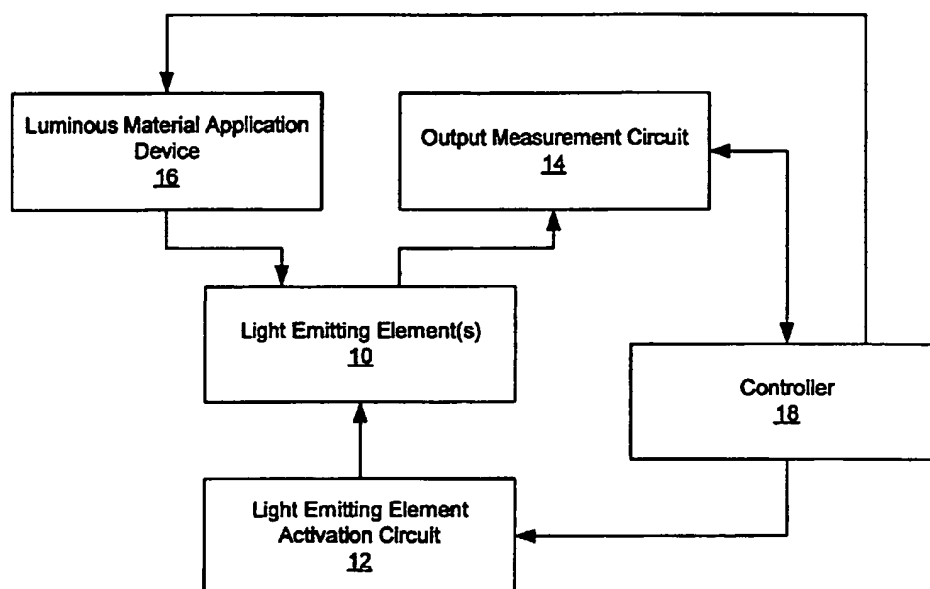 Luminous Material Application
Device
16
Output Measurement Circuit
14
Light Emitting Element(s)
10
Controller
18
Light Emitting Element
Activation Circuit
12